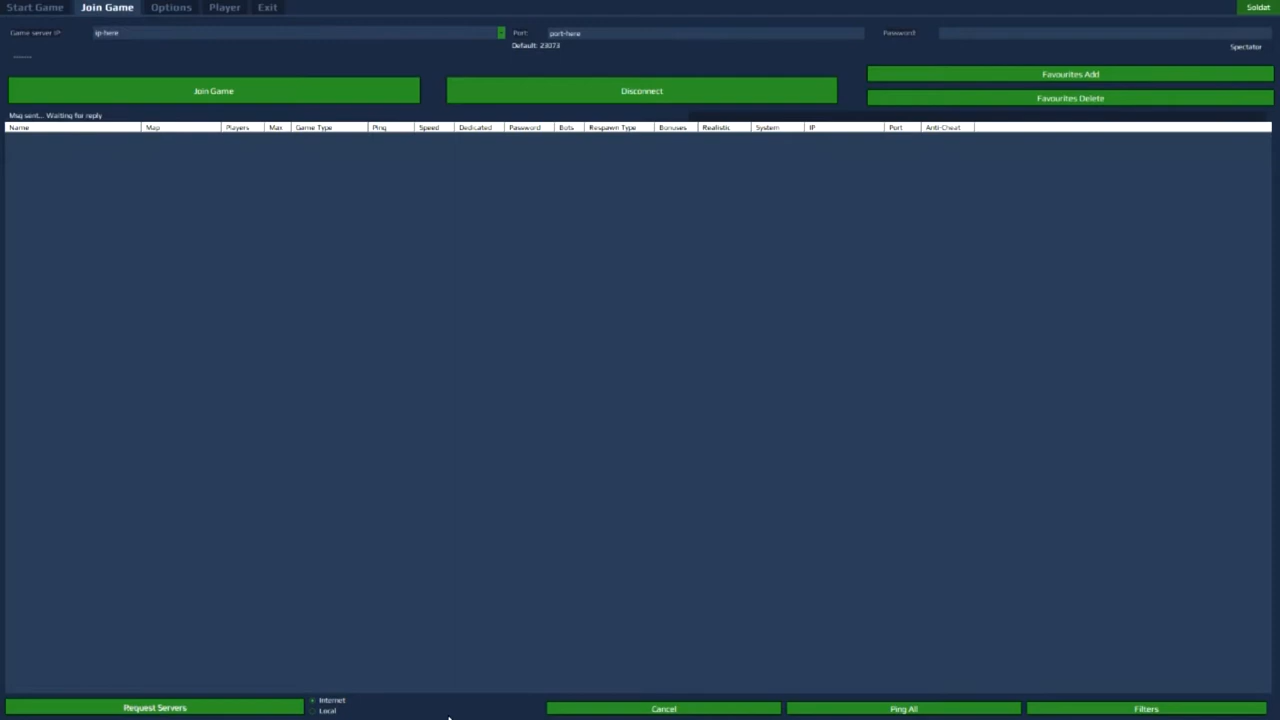 Start Game Join Game Options Player Exit Soldat
Game server IP: ip-here Port: port-here Password
Default: 23073 Spectator
Join Game Disconnect Favourites Add
Favourites Delete
Msg sent... Waiting for reply
Name Map Players Max Game Type Ping Speed Dedicated Password Bots Respawn Type Bonuses Realistic System IP Port Anti-Cheat
Request Servers Internet Cancel Ping All Filters
Local